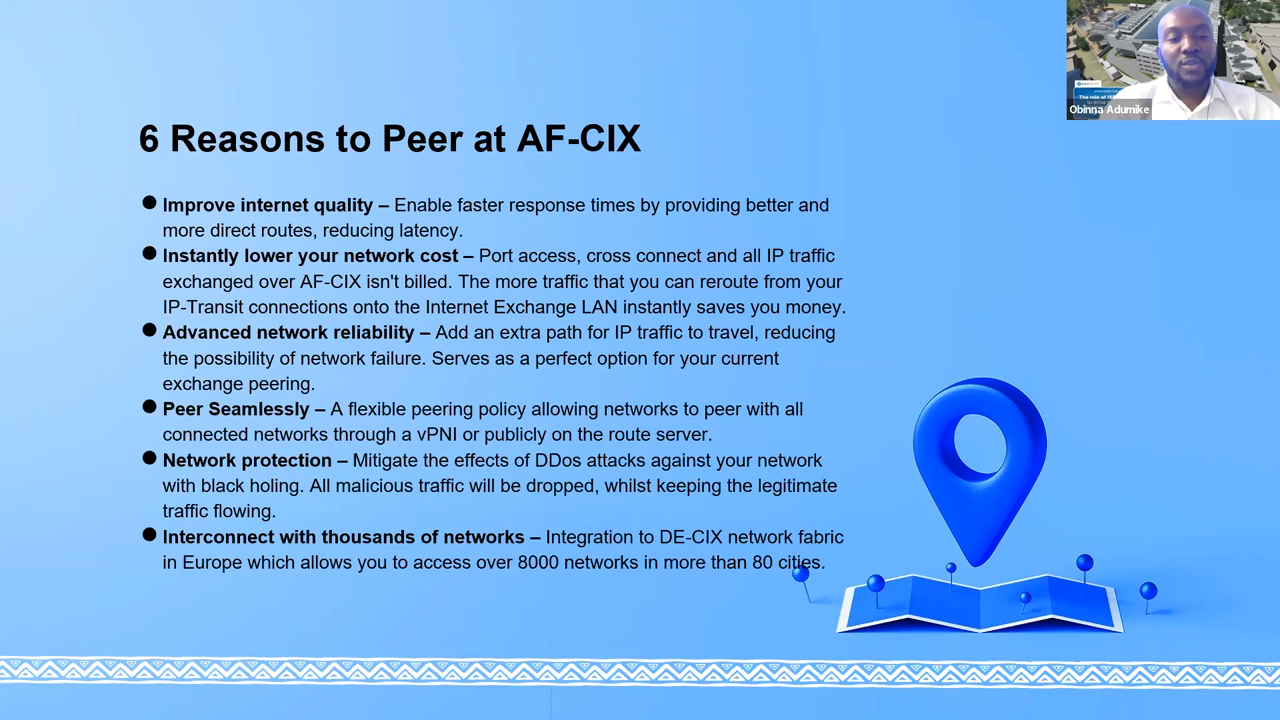 6 Reasons to Peer at AF-CIX
Improve internet quality – Enable faster response times by providing better and
more direct routes, reducing latency.
Instantly lower your network cost – Port access, cross connect and all IP traffic
exchanged over AF-CIX isn't billed. The more traffic that you can reroute from your
IP-Transit connections onto the Internet Exchange LAN instantly saves you money.
Advanced network reliability – Add an extra path for IP traffic to travel, reducing
the possibility of network failure. Serves as a perfect option for your current
exchange peering.
Peer Seamlessly – A flexible peering policy allowing networks to peer with all
connected networks through a vPNI or publicly on the route server.
Network protection – Mitigate the effects of DDos attacks against your network
with black holing. All malicious traffic will be dropped, whilst keeping the legitimate
traffic flowing.
Interconnect with thousands of networks – Integration to DE-CIX network fabric
in Europe which allows you to access over 8000 networks in more than 80 cities.
The role of
Obinna Adumike